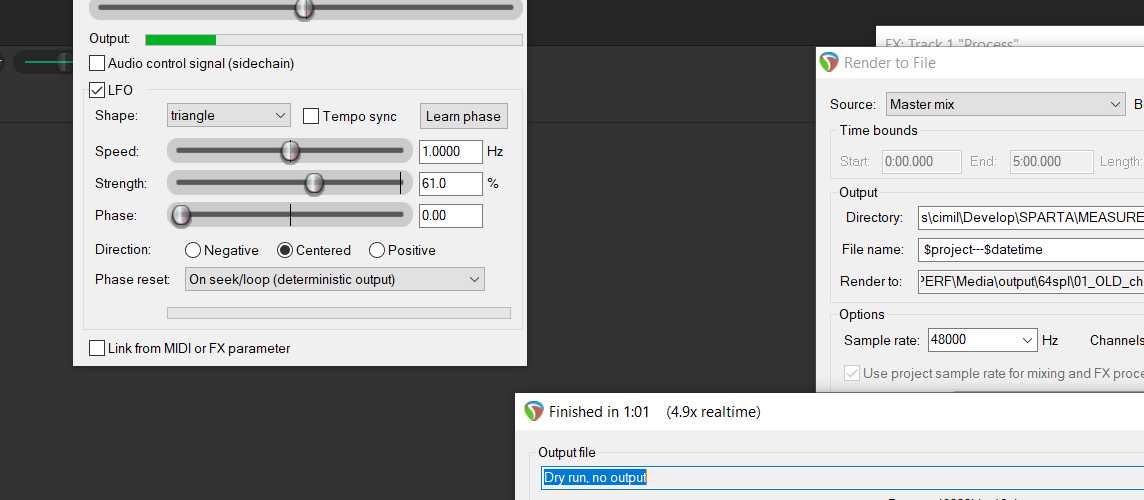 Output:
Audio control signal (sidechain)
LFO
Shape: triangle Tempo sync Learn phase
Speed: 1.0000 Hz
Strength: 61.0 %
Phase: 0.00
Direction: Negative Centered Positive
Phase reset: On seek/loop (deterministic output)
Link from MIDI or FX parameter
FX: Track 1 "Process"
Render to File
Source: Master mix B
Time bounds
Start: 0:00.000 End: 5:00.000 Length:
Output
Directory: s\cimil\Develop\SPARTA\MEASURE
File name: $project---$datetime
Render to: PERF\Media\output\64spl\01_OLD_ch
Options
Sample rate: 48000 Hz Channels
Use project sample rate for mixing and FX proce
Finished in 1:01 (4.9x realtime)
Output file
Dry run, no output